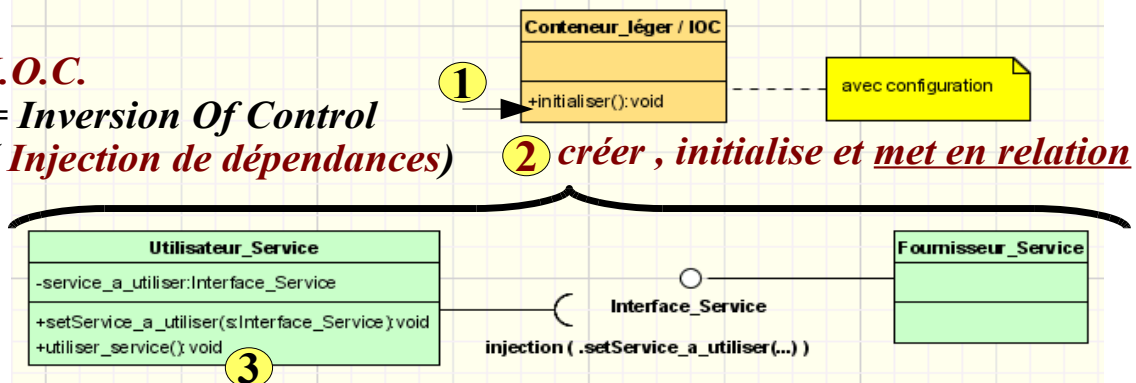 Conteneur_léger / IOC
.O.C.
= Inversion Of Control
Injection de dépendances)
1
+initialiser():void
avec configuration
2 créer , initialise et met en relation
Utilisateur_Service
-service_a_utiliser:Interface_Service
+setService_a_utiliser(s:Interface_Service):void
+utiliser_service():void
3
Interface_Service
injection ( .setService_a_utiliser(...) )
Fournisseur_Service